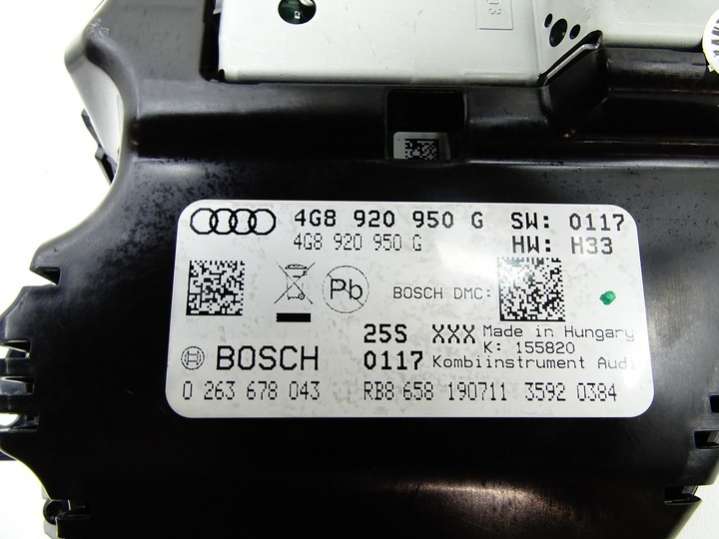 4G8 920 950 G SW: 0117
4G8 920 950 G HW: H33
Pb
BOSCH DMC:
25S XXX Made in Hungary
K: 155820
BOSCH 0117 Kombiinstrument Audi
0 263 678 043 RB8 658 190711 3592 0384